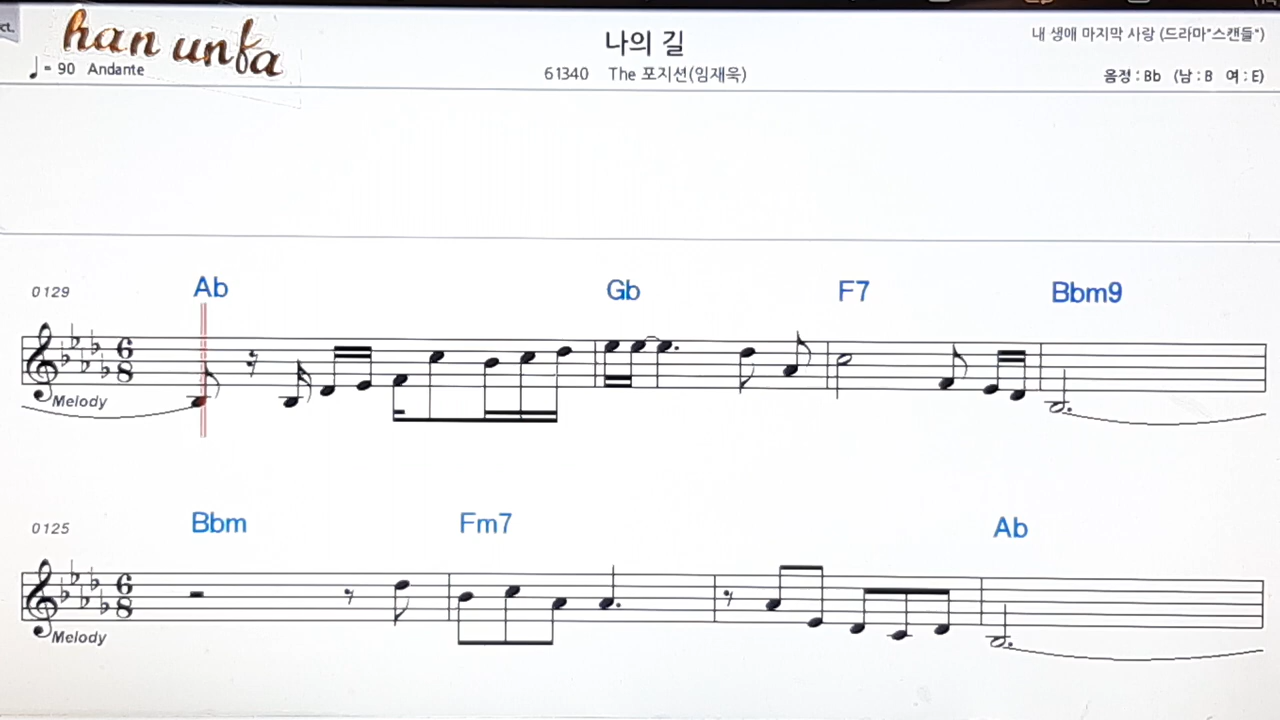 ct.
han unfa
나의 길
내 생애 마지막 사랑 (드라마"스캔들")
♩= 90 Andante
61340 The 포지션(임재욱)
음정 : Bb (남 : B 여 : E)
0129
Ab Gb F7 Bbm9
6
8
Melody
0125
Bbm Fm7 Ab
6
8
Melody